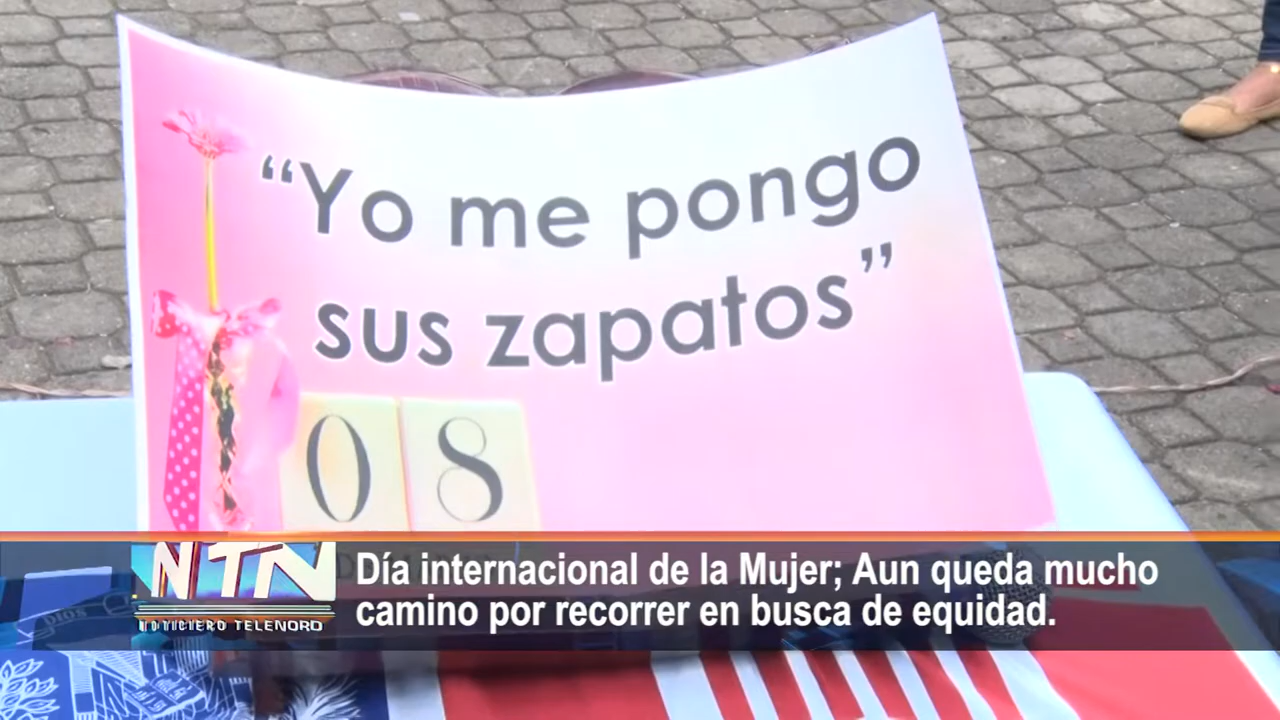 “Yo me pongo
sus zapatos”
08
NTN
NOTICIERO TELENORD
Día internacional de la Mujer; Aun queda mucho
camino por recorrer en busca de equidad.
DIOS